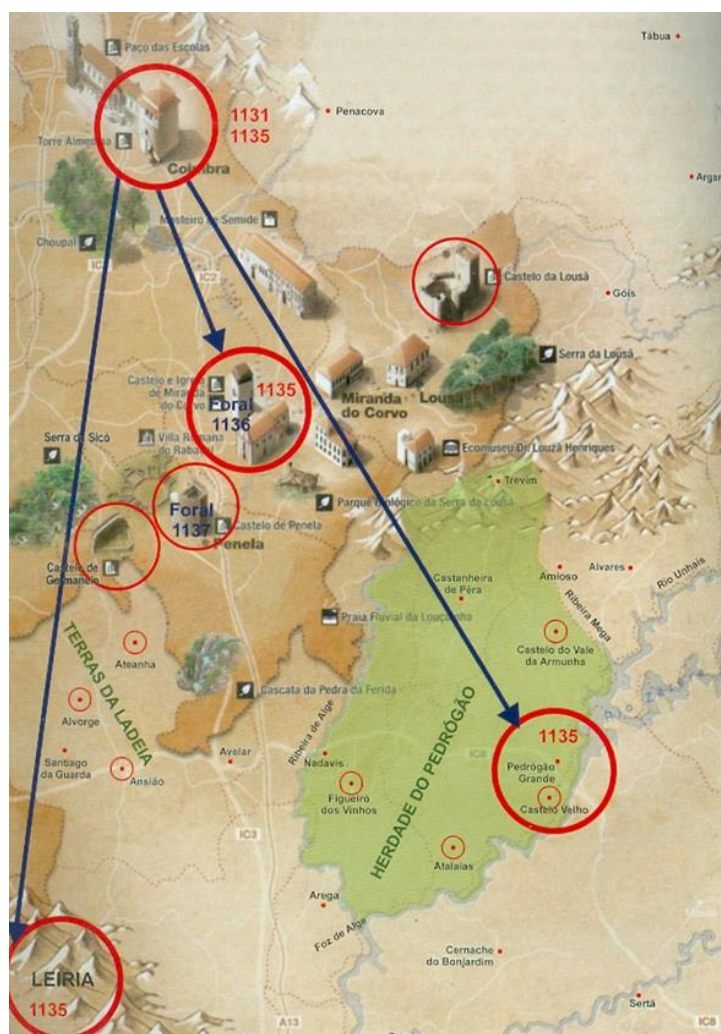 Paço das Escolas
Tábua
1131
1135
Penacova
Torre Almedina
Coimbra
Argan
Mosteiro de Semide
Choupal
IC2
Castelo da Lousã
Góis
Serra da Lousã
Castelo e Igreja
de Miranda
do Corvo
1135
Foral
1136
Miranda
do Corvo
Lousã
Serra de Sicó
Villa Romana
do Rabaçal
Ecomuseu Dr. Louzã Henriques
Trevim
Parque Biológico da Serra da Lousã
Foral
1137
Castelo de Penela
Penela
Castelo de
Germanelo
Castanheira
de Pêra
Amioso
Alvares
Rio Unhais
Ribeira Mega
Praia Fluvial da Louçainha
Castelo do Vale
da Armunha
TERRAS DA LADEIA
Ateanha
Cascata da Pedra da Ferida
Alvorge
Ribeira de Alge
HERDADE DO PEDRÓGÃO
1135
Santiago
da Guarda
Avelar
Nadavis
IC8
Pedrógão
Grande
Ansião
Figueiró
dos Vinhos
Castelo Velho
IC3
Atalaias
Arega
Foz de Alge
Cernache
do Bonjardim
LEIRIA
1135
A13
Sertã
IC8